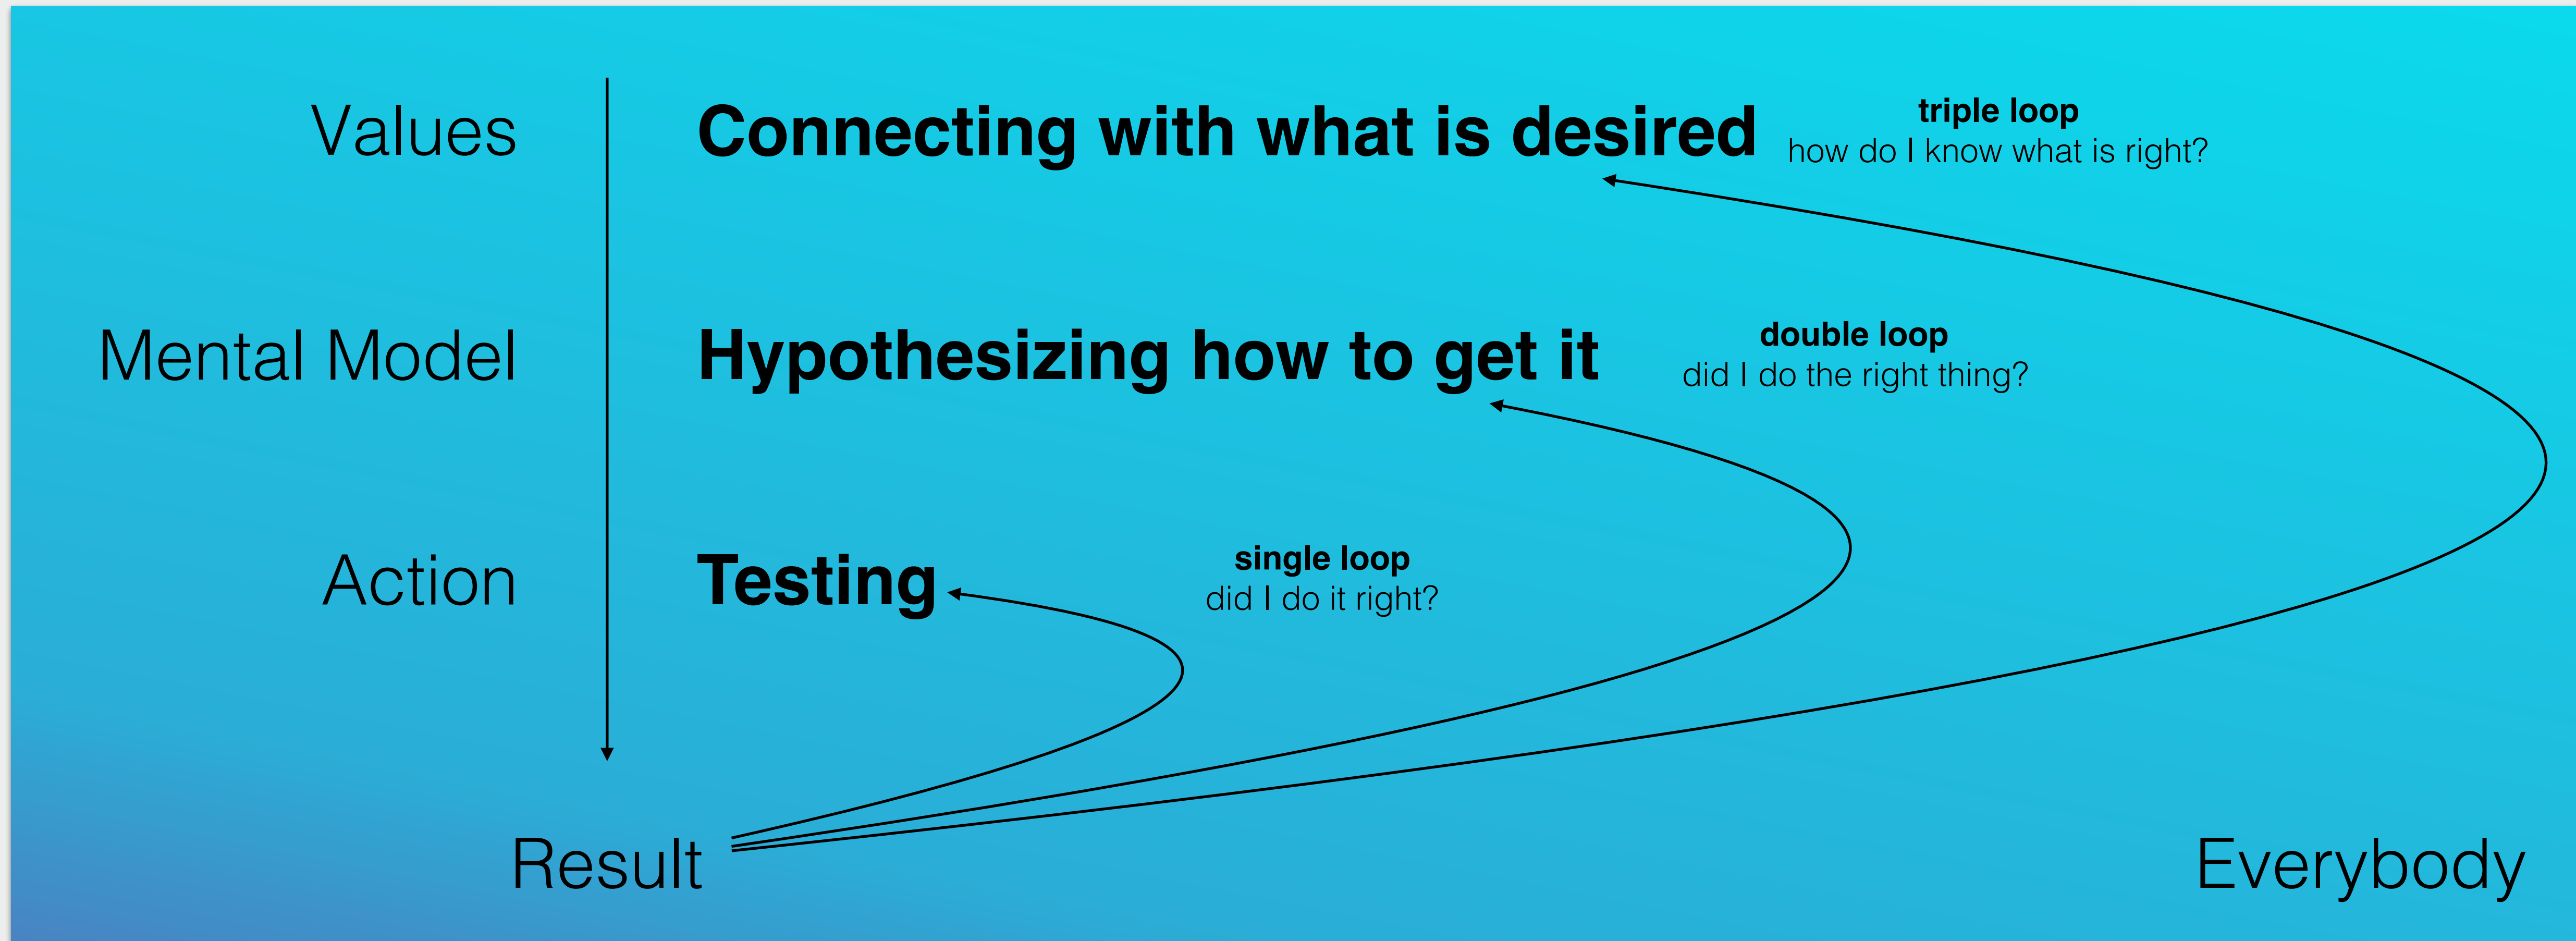 Values
Connecting with what is desired
triple loop
how do I know what is right?
Mental Model
Hypothesizing how to get it
double loop
did I do the right thing?
Action
Testing
single loop
did I do it right?
Result
Everybody